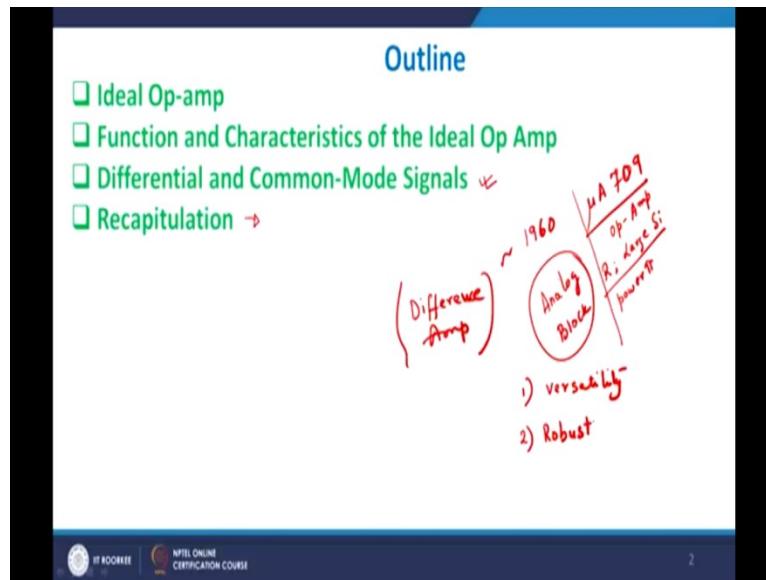 Outline
❑ Ideal Op-amp
❑ Function and Characteristics of the Ideal Op Amp
❑ Differential and Common-Mode Signals
❑ Recapitulation →
~ 1960
μA 709
Op-Amp
R; Large Si
power ↑↑
(Difference
Amp)
Analog
Block
1) Versatility
2) Robust
IIT ROORKEE
NPTEL ONLINE
CERTIFICATION COURSE
2